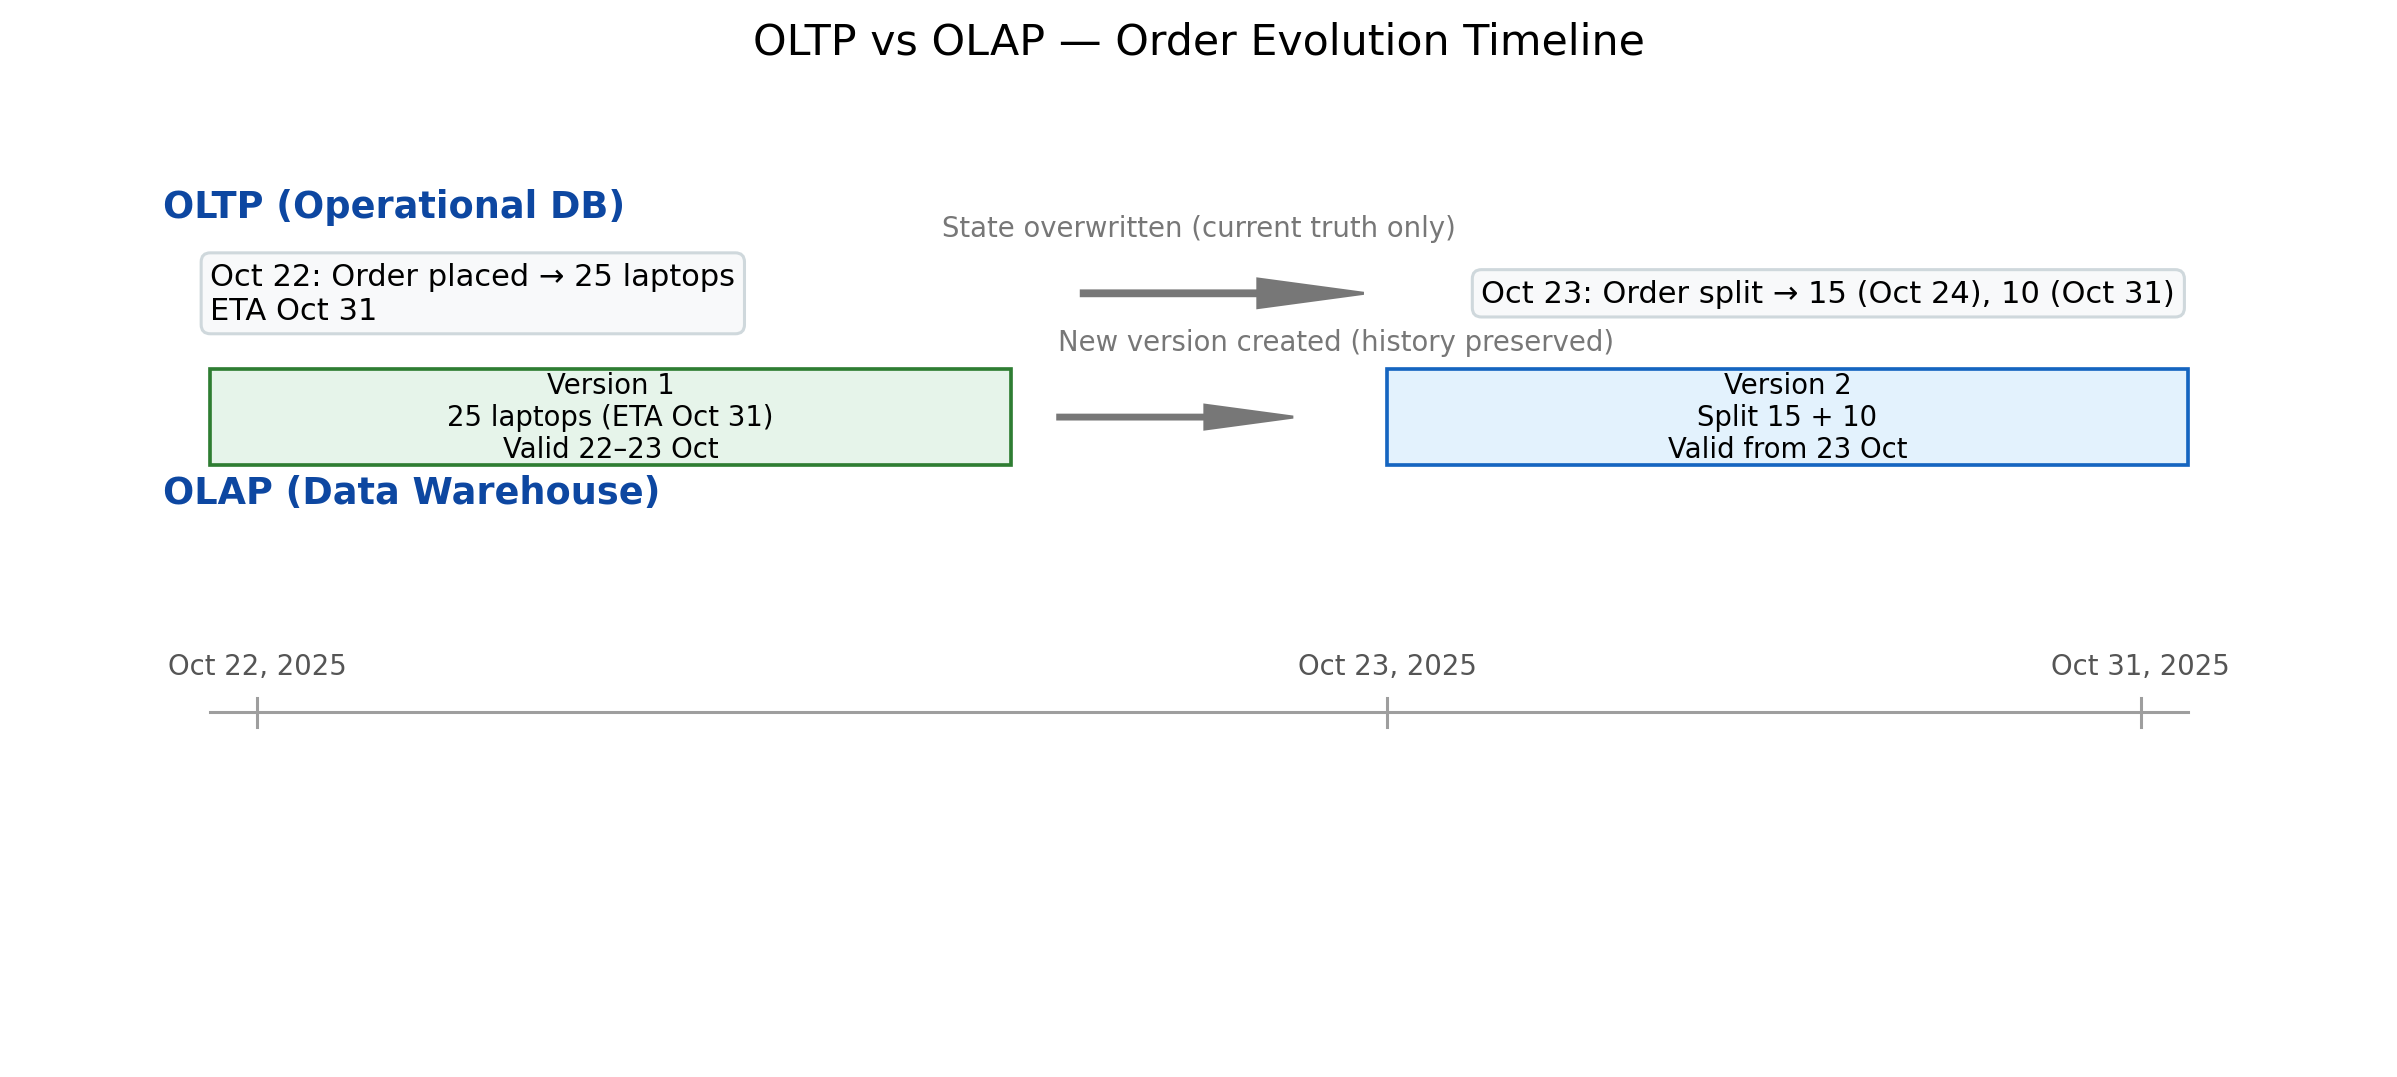 OLTP vs OLAP — Order Evolution Timeline
OLTP (Operational DB)
State overwritten (current truth only)
Oct 22: Order placed → 25 laptops
ETA Oct 31
Oct 23: Order split → 15 (Oct 24), 10 (Oct 31)
New version created (history preserved)
Version 1
25 laptops (ETA Oct 31)
Valid 22–23 Oct
Version 2
Split 15 + 10
Valid from 23 Oct
OLAP (Data Warehouse)
Oct 22, 2025
Oct 23, 2025
Oct 31, 2025